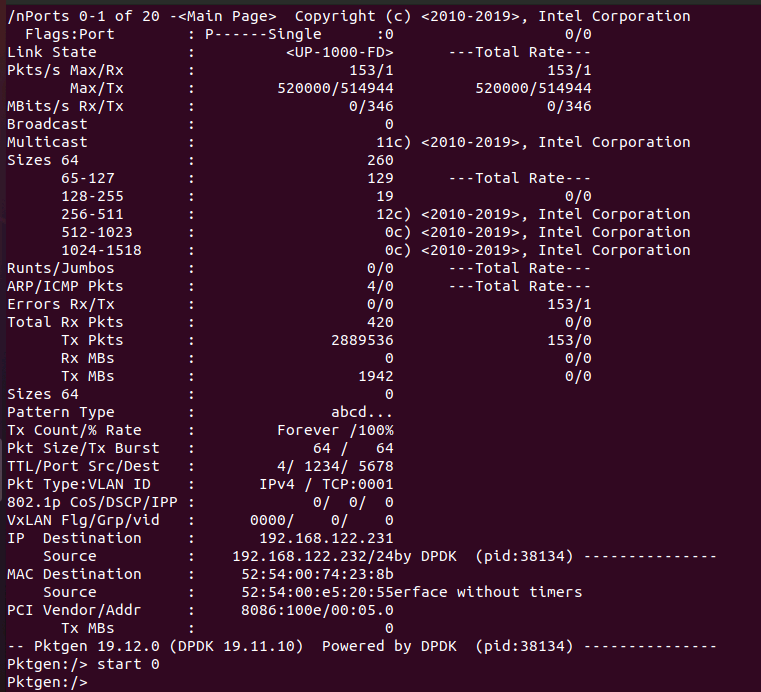 /nPorts 0-1 of 20 -<Main Page>  Copyright (c) <2010-2019>, Intel Corporation
  Flags:Port        : P------Single      :0                   0/0
Link State          :          <UP-1000-FD>      ---Total Rate---
Pkts/s Max/Rx       :                 153/1                 153/1
       Max/Tx       :         520000/514944         520000/514944
MBits/s Rx/Tx       :                 0/346                 0/346
Broadcast           :                     0
Multicast           :                    11c) <2010-2019>, Intel Corporation
Sizes 64            :                   260
      65-127        :                   129      ---Total Rate---
      128-255       :                    19                   0/0
      256-511       :                    12c) <2010-2019>, Intel Corporation
      512-1023      :                     0c) <2010-2019>, Intel Corporation
      1024-1518     :                     0c) <2010-2019>, Intel Corporation
Runts/Jumbos        :                   0/0      ---Total Rate---
ARP/ICMP Pkts       :                   4/0      ---Total Rate---
Errors Rx/Tx        :                   0/0                 153/1
Total Rx Pkts       :                   420                   0/0
      Tx Pkts       :               2889536                 153/0
      Rx MBs        :                     0                   0/0
      Tx MBs        :                  1942                   0/0
Sizes 64            :                     0
Pattern Type        :               abcd...
Tx Count/% Rate     :         Forever /100%
Pkt Size/Tx Burst   :             64 /   64
TTL/Port Src/Dest   :         4/ 1234/ 5678
Pkt Type:VLAN ID    :       IPv4 / TCP:0001
802.1p CoS/DSCP/IPP :             0/  0/  0
VxLAN Flg/Grp/vid   :      0000/    0/    0
IP  Destination     :       192.168.122.231
    Source          :    192.168.122.232/24by DPDK  (pid:38134) ---------------
MAC Destination     :     52:54:00:74:23:8b
    Source          :     52:54:00:e5:20:55erface without timers
PCI Vendor/Addr     :     8086:100e/00:05.0
      Tx MBs        :                     0
-- Pktgen 19.12.0 (DPDK 19.11.10)  Powered by DPDK  (pid:38134) ---------------
Pktgen:/> start 0
Pktgen:/>